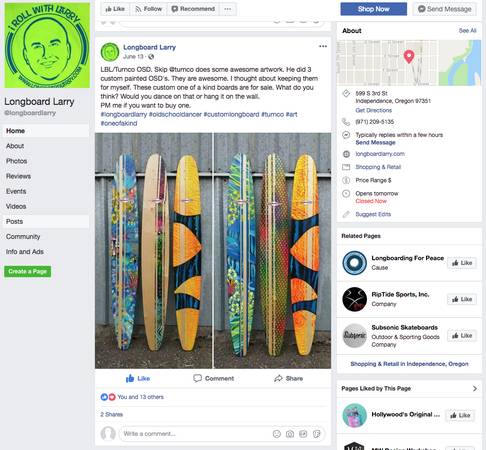 I ROLL WITH LARRY
Longboard Larry
@longboardlarry
Home
About
Photos
Reviews
Events
Videos
Posts
Community
Info and Ads
Create a Page
Like
Follow
Recommend
...
Longboard Larry
June 13
LBL/Turnco OSD. Skip @turnco does some awesome artwork. He did 3
custom painted OSD's. They are awesome. I thought about keeping them
for myself. These custom one of a kind boards are for sale. What do you
think? Would you dance on that or hang it on the wall.
PM me if you want to buy one.
#longboardlarry #oldschooldancer #customlongboard #turnco #art
#oneofakind
Like
Comment
Share
You and 13 others
2 Shares
Write a comment...
Shop Now
Send Message
About
See All
599 S 3rd St
Independence, Oregon 97351
Get Directions
(971) 209-5135
Typically replies within a few hours
Send Message
longboardlarry.com
Shopping & Retail
Price Range $
Opens tomorrow
Closed Now
Suggest Edits
Related Pages
Longboarding For Peace
Cause
Like
RipTide Sports, Inc.
Company
Like
Subsonic
Subsonic Skateboards
Outdoor & Sporting Goods
Company
Like
Shopping & Retail in Independence, Oregon
Pages Liked by This Page
Hollywood's Original ...
Like